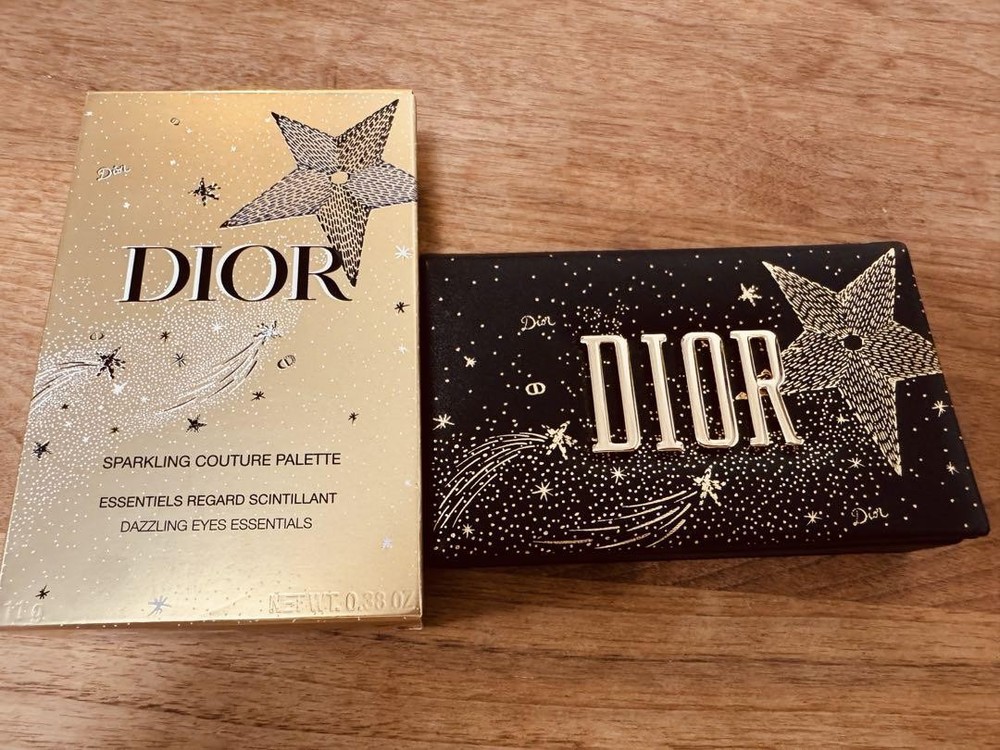 Dior
DIOR
SPARKLING COUTURE PALETTE
ESSENTIELS REGARD SCINTILLANT
DAZZLING EYES ESSENTIALS
11 g
NET WT. 0.38 OZ
Dior
DIOR
Dior